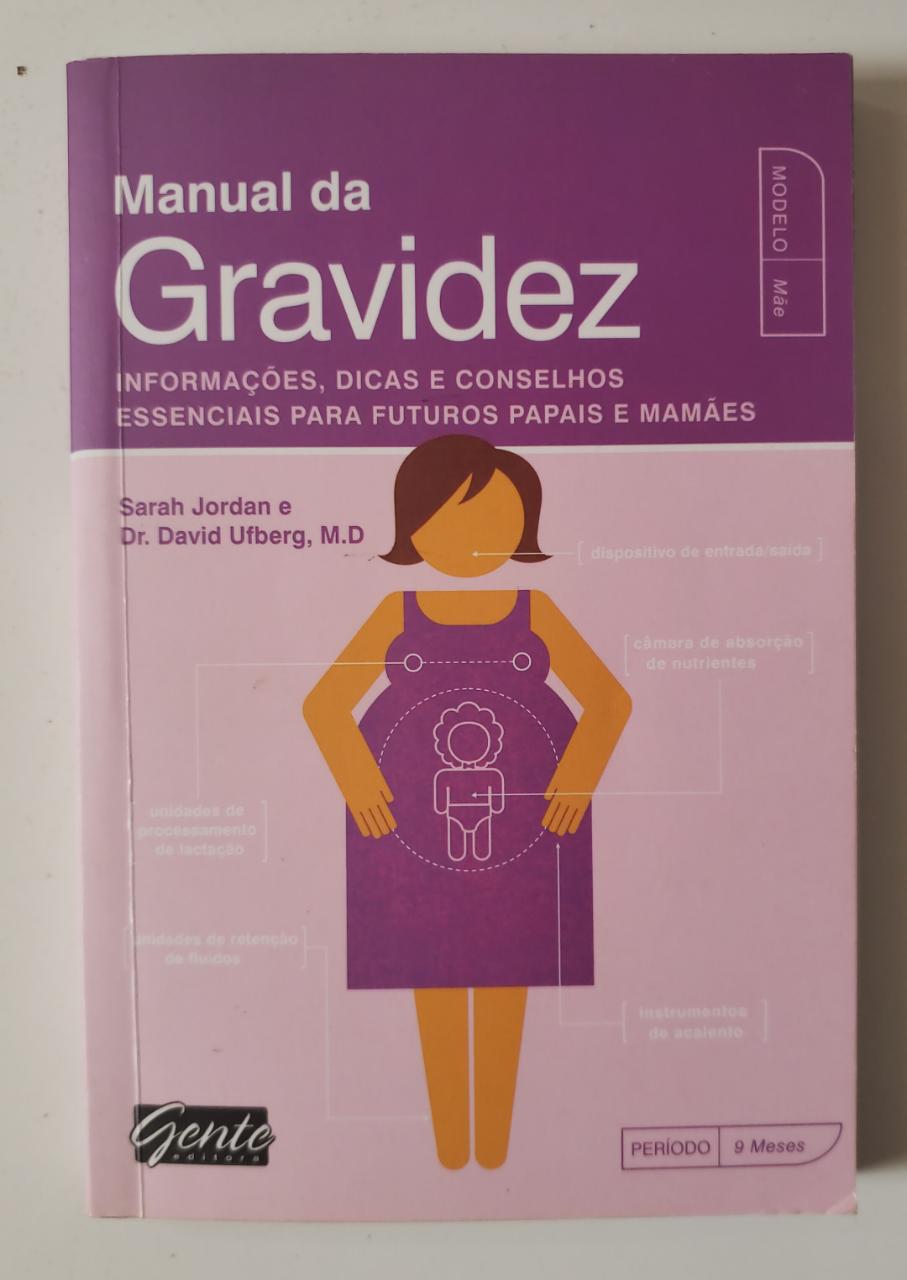 Manual da
Gravidez
INFORMAÇÕES, DICAS E CONSELHOS
ESSENCIAIS PARA FUTUROS PAPAIS E MAMÃES
MODELO Mãe
Sarah Jordan e
Dr. David Ufberg, M.D
dispositivo de entrada/saída
câmara de absorção
de nutrientes
unidades de
processamento
de lactação
unidades de retenção
de fluidos
instrumentos
de acalento
Gente
editora
PERÍODO 9 Meses